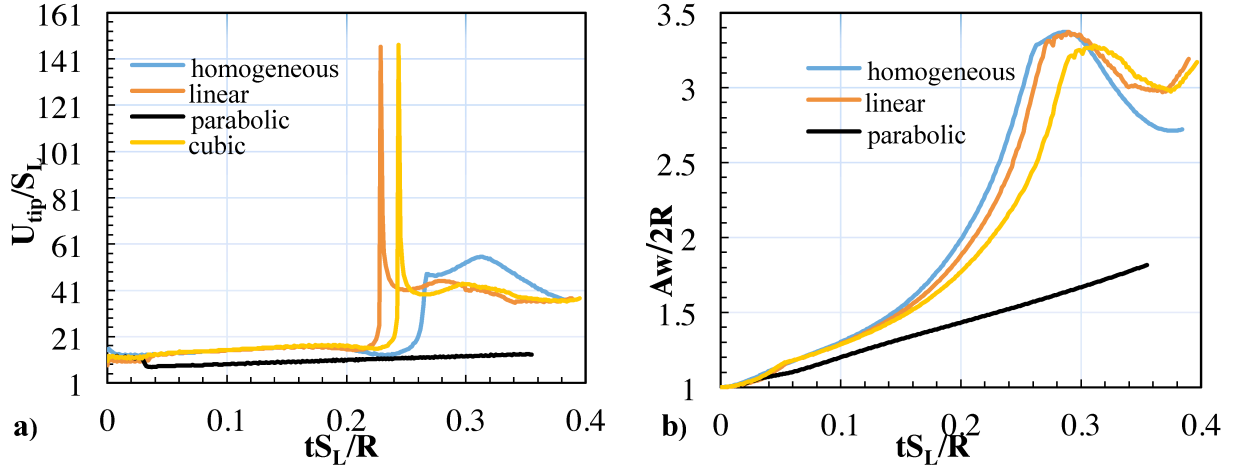 161
141
121
101
81
61
41
21
1
U_tip/S_L
homogeneous
linear
parabolic
cubic
0 0.1 0.2 0.3 0.4
a) tS_L/R
3.5
3
2.5
2
1.5
1
Aw/2R
homogeneous
linear
parabolic
0 0.1 0.2 0.3 0.4
b) tS_L/R